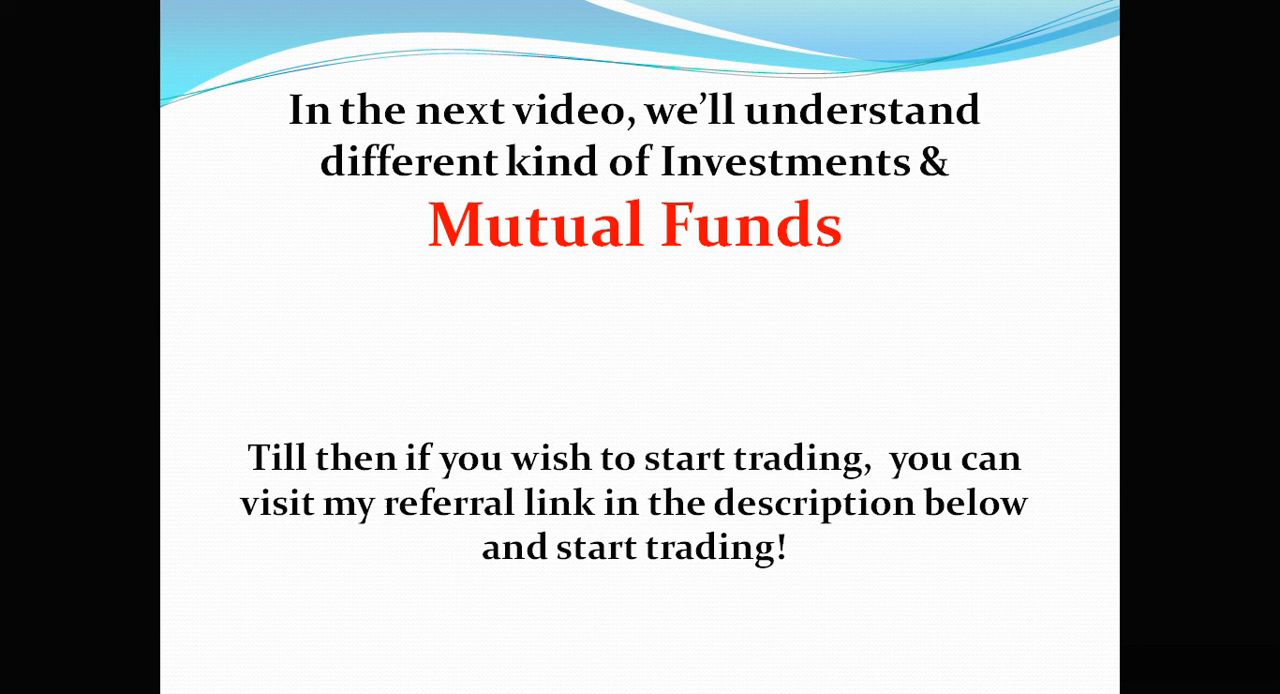 In the next video, we’ll understand
different kind of Investments &
Mutual Funds
Till then if you wish to start trading,  you can
visit my referral link in the description below
and start trading!